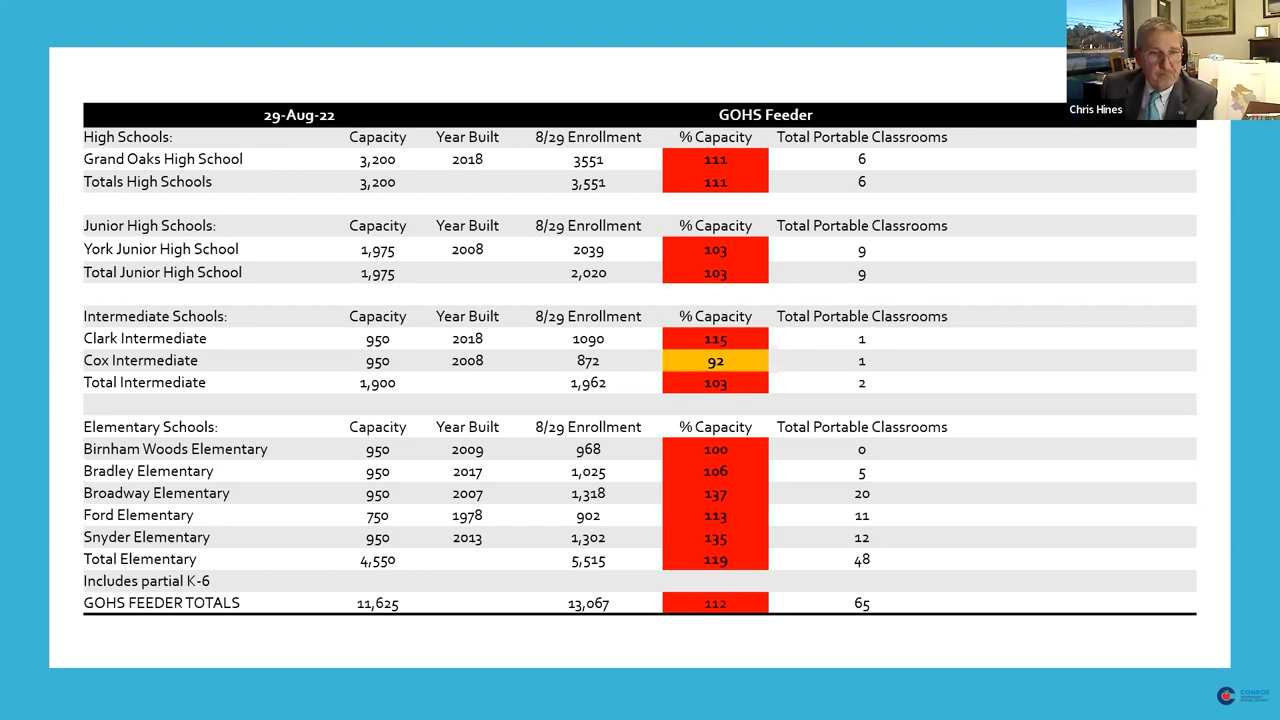 Chris Hines
29-Aug-22 GOHS Feeder
High Schools: Capacity Year Built 8/29 Enrollment % Capacity Total Portable Classrooms
Grand Oaks High School 3,200 2018 3551 111 6
Totals High Schools 3,200 3,551 111 6
Junior High Schools: Capacity Year Built 8/29 Enrollment % Capacity Total Portable Classrooms
York Junior High School 1,975 2008 2039 103 9
Total Junior High School 1,975 2,020 103 9
Intermediate Schools: Capacity Year Built 8/29 Enrollment % Capacity Total Portable Classrooms
Clark Intermediate 950 2018 1090 115 1
Cox Intermediate 950 2008 872 92 1
Total Intermediate 1,900 1,962 103 2
Elementary Schools: Capacity Year Built 8/29 Enrollment % Capacity Total Portable Classrooms
Birnham Woods Elementary 950 2009 968 100 0
Bradley Elementary 950 2017 1,025 106 5
Broadway Elementary 950 2007 1,318 137 20
Ford Elementary 750 1978 902 113 11
Snyder Elementary 950 2013 1,302 135 12
Total Elementary 4,550 5,515 119 48
Includes partial K-6
GOHS FEEDER TOTALS 11,625 13,067 112 65
CONROE